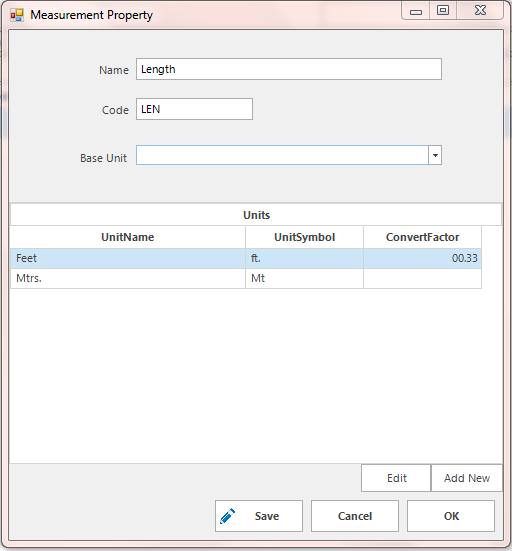 Measurement Property
Name Length
Code LEN
Base Unit
Units
UnitName UnitSymbol ConvertFactor
Feet ft. 00.33
Mtrs. Mt
Edit Add New
Save Cancel OK